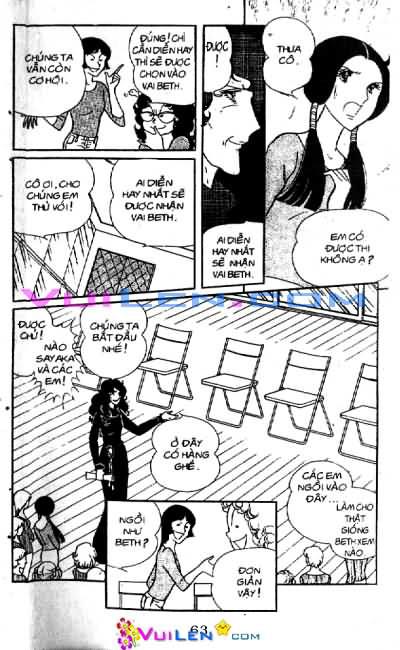 THƯA
CÔ.
ĐƯỢC
!
ĐÚNG! CHỈ
CẦN DIỄN HAY
THÌ SẼ ĐƯỢC
CHỌN VÀO
VAI BETH.
CHÚNG TA
VẪN CÒN
CƠ HỘI.
EM CÓ
ĐƯỢC THI
KHÔNG Ạ?
AI DIỄN
HAY NHẤT
SẼ NHẬN
VAI BETH.
AI DIỄN
HAY NHẤT SẼ
ĐƯỢC NHẬN
VAI BETH.
CÔ ƠI, CHO
CHÚNG EM
THỬ VỚI!
VUILEN.COM
CHÚNG TA
BẮT ĐẦU
NHÉ!
ĐƯỢC
CHỨ!
NÀO
SAYAKA
VÀ CÁC
EM!
Ở ĐÂY
CÓ HÀNG
GHẾ.
CÁC EM
NGỒI VÀO
ĐÂY...
LÀM CHO
THẬT
GIỐNG
BETH XEM
NÀO
NGỒI
NHƯ
BETH?
ĐƠN
GIẢN
VẬY!
63
VUILEN